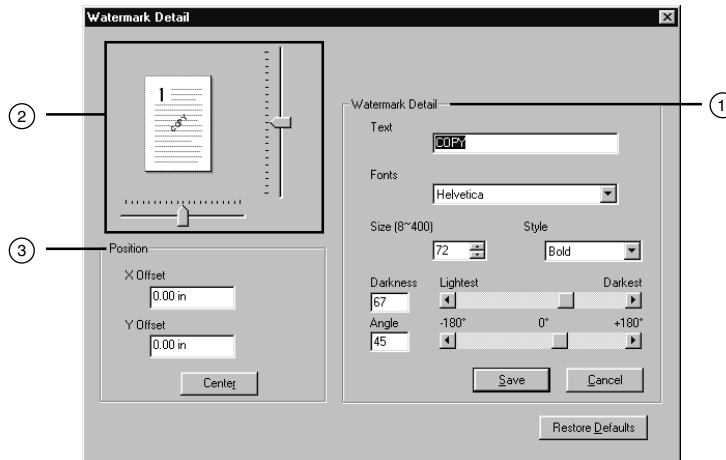 Watermark Detail
2
1
COPY
1
Watermark Detail
Text
COPY
Fonts
Helvetica
Size (8~400)
Style
72
Bold
3
Position
X Offset
0.00 in
Y Offset
0.00 in
Center
Darkness
Lightest
Darkest
67
Angle
-180°
0°
+180°
45
Save
Cancel
Restore Defaults